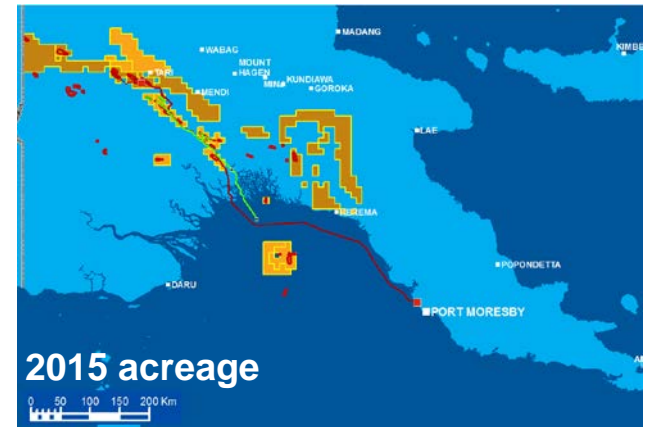 MADANG
WABAG
KIMBE
MOUNT
HAGEN
TARI
KUNDIAWA
GOROKA
MENDI
LAE
KEREMA
POPONDETTA
DARU
PORT MORESBY
2015 acreage
0 50 100 150 200 Km